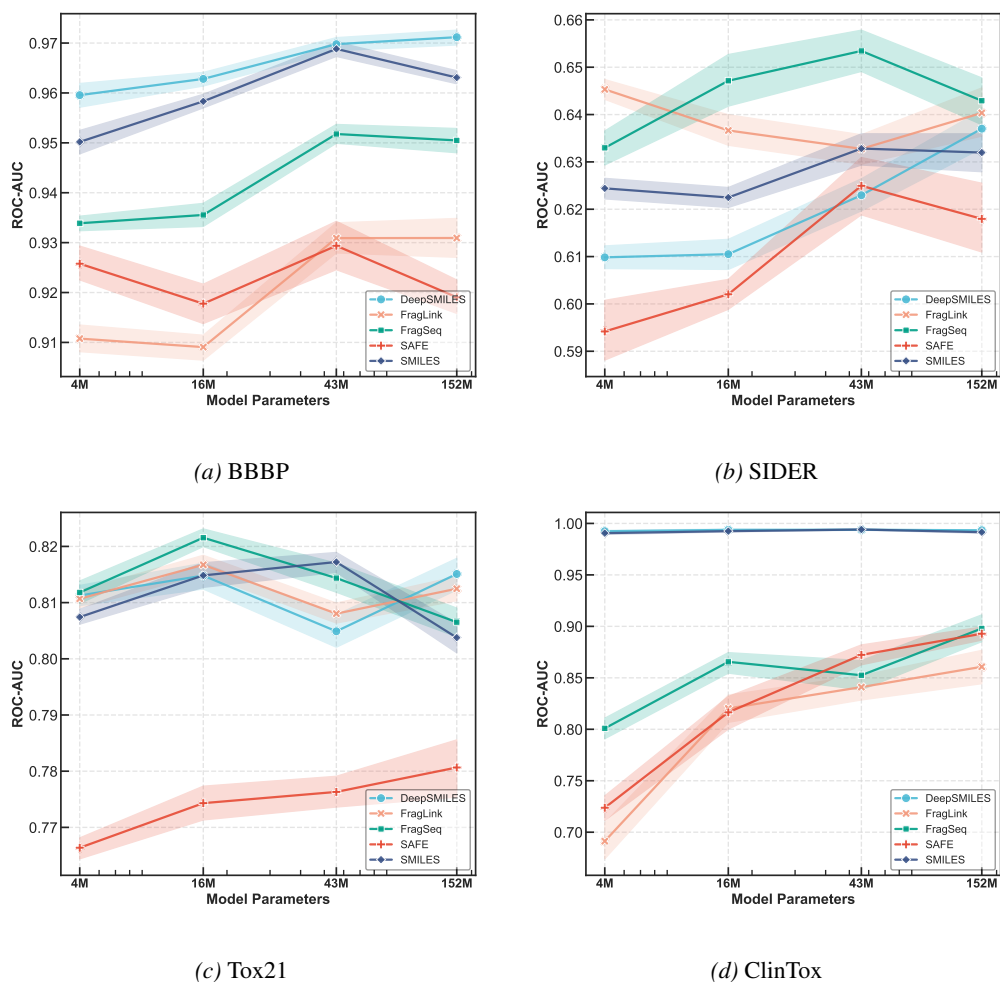 0.97
0.96
0.95
0.94
0.93
0.92
0.91
ROC-AUC
4M 16M 43M 152M
Model Parameters
DeepSMILES
FragLink
FragSeq
SAFE
SMILES
(a) BBBP
0.66
0.65
0.64
0.63
0.62
0.61
0.60
0.59
ROC-AUC
4M 16M 43M 152M
Model Parameters
DeepSMILES
FragLink
FragSeq
SAFE
SMILES
(b) SIDER
0.82
0.81
0.80
0.79
0.78
0.77
ROC-AUC
4M 16M 43M 152M
Model Parameters
DeepSMILES
FragLink
FragSeq
SAFE
SMILES
(c) Tox21
1.00
0.95
0.90
0.85
0.80
0.75
0.70
ROC-AUC
4M 16M 43M 152M
Model Parameters
DeepSMILES
FragLink
FragSeq
SAFE
SMILES
(d) ClinTox